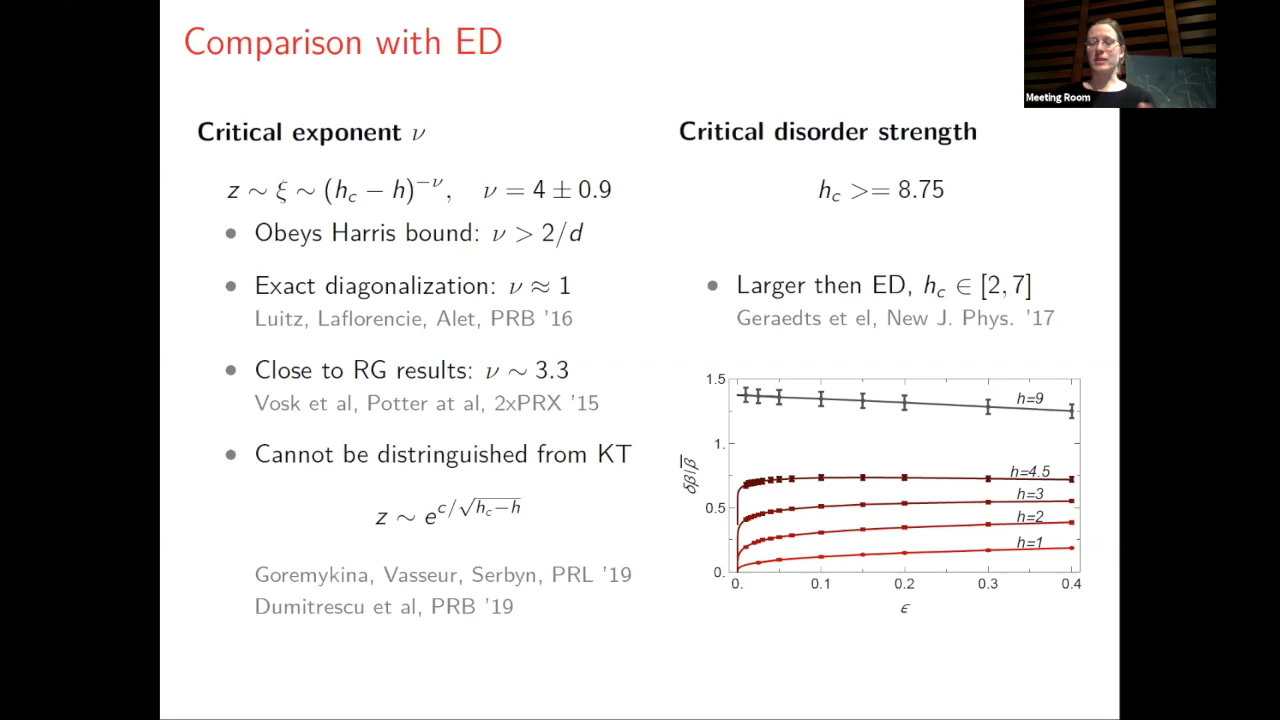 Comparison with ED
Meeting Room
Critical exponent ν
z ∼ ξ ∼ (h_c − h)^{−ν}, ν = 4 ± 0.9
• Obeys Harris bound: ν > 2/d
• Exact diagonalization: ν ≈ 1
Luitz, Laflorencie, Alet, PRB '16
• Close to RG results: ν ∼ 3.3
Vosk et al, Potter at al, 2xPRX '15
• Cannot be distringuished from KT
z ∼ e^{c/√(h_c−h)}
Goremykina, Vasseur, Serbyn, PRL '19
Dumitrescu et al, PRB '19
Critical disorder strength
h_c >= 8.75
• Larger then ED, h_c ∈ [2, 7]
Geraedts et el, New J. Phys. '17
1.5
1.
0.5
0.
δβ/β̅
h=9
h=4.5
h=3
h=2
h=1
0. 0.1 0.2 0.3 0.4
ϵ